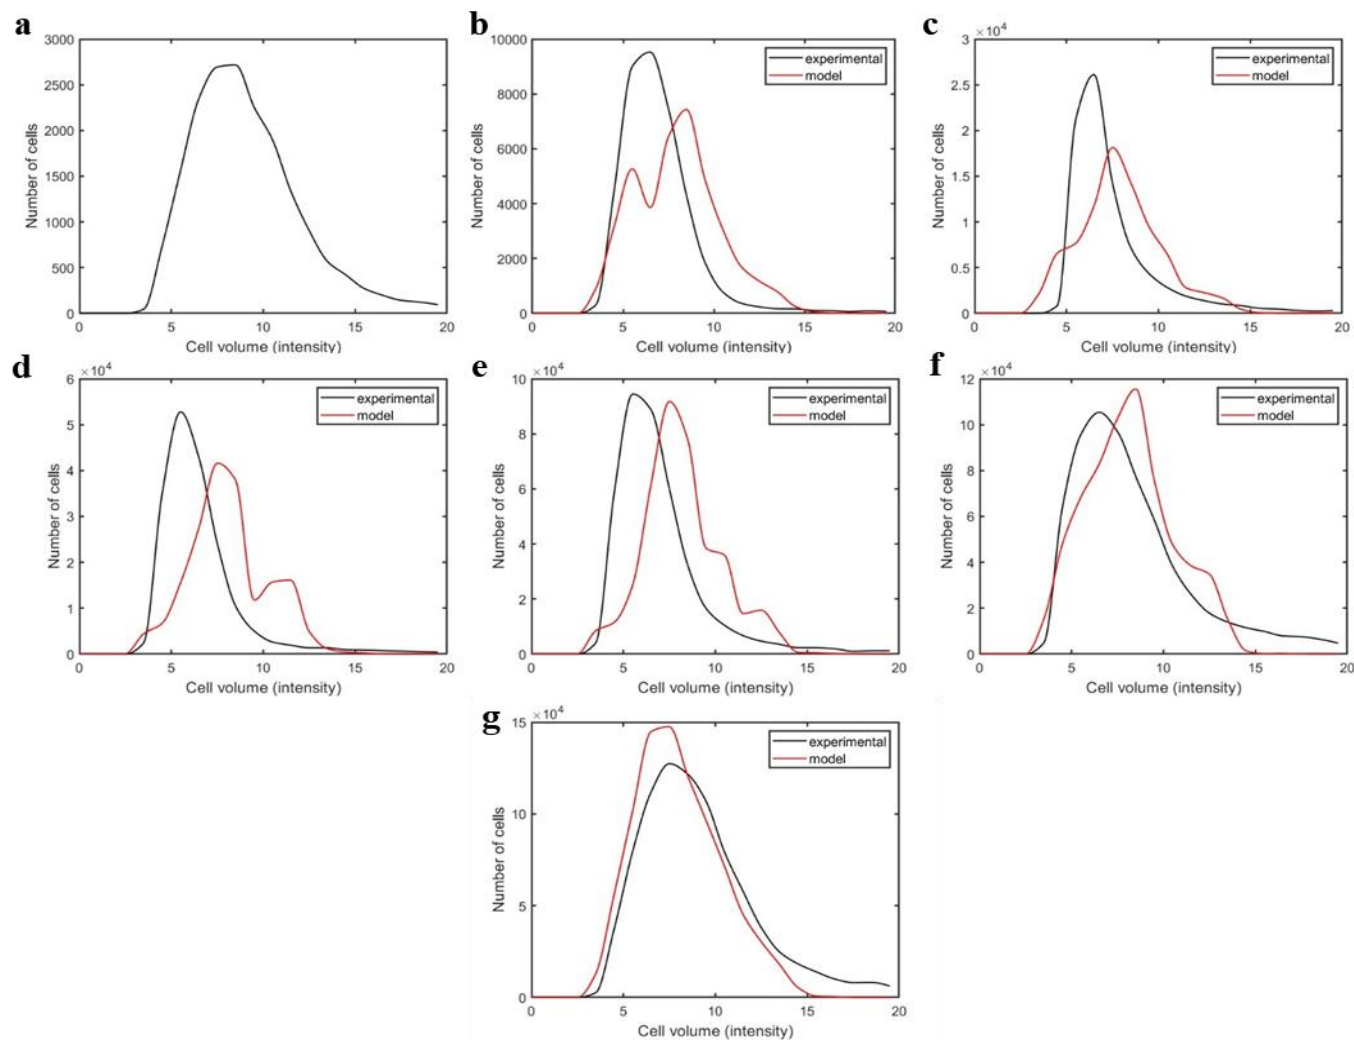 a
3000
2500
2000
1500
1000
500
0
0 5 10 15 20
Number of cells
Cell volume (intensity)
b
10000
8000
6000
4000
2000
0
0 5 10 15 20
Number of cells
Cell volume (intensity)
experimental
model
c
×10⁴
3
2.5
2
1.5
1
0.5
0
0 5 10 15 20
Number of cells
Cell volume (intensity)
experimental
model
d
×10⁴
6
5
4
3
2
1
0
0 5 10 15 20
Number of cells
Cell volume (intensity)
experimental
model
e
×10⁴
10
8
6
4
2
0
0 5 10 15 20
Number of cells
Cell volume (intensity)
experimental
model
f
×10⁴
12
10
8
6
4
2
0
0 5 10 15 20
Number of cells
Cell volume (intensity)
experimental
model
g
×10⁴
15
10
5
0
0 5 10 15 20
Number of cells
Cell volume (intensity)
experimental
model